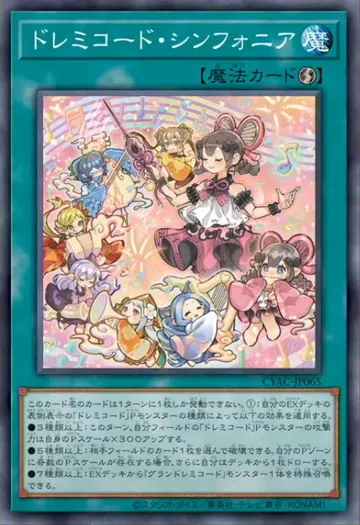 ドレミコード・シンフォニア 魔
【魔法カード】
CYAC-JP065
このカード名のカードは1ターンに1枚しか発動できない。①:自分のEXデッキの
表側表示の「ドレミコード」Pモンスターの種類によって以下の効果を適用する。
●3種類以上:このターン、自分フィールドの「ドレミコード」Pモンスターの攻撃
力は自身のPスケール×300アップする。
●5種類以上:相手フィールドのカード1枚を選んで破壊できる。自分のPゾーン
に奇数のPスケールが存在する場合、さらに自分はデッキから1枚ドローする。
●7種類以上:EXデッキから「グランドレミコード」モンスター1体を特殊召喚
できる。
©スタジオ・ダイス/集英社・テレビ東京・KONAMI